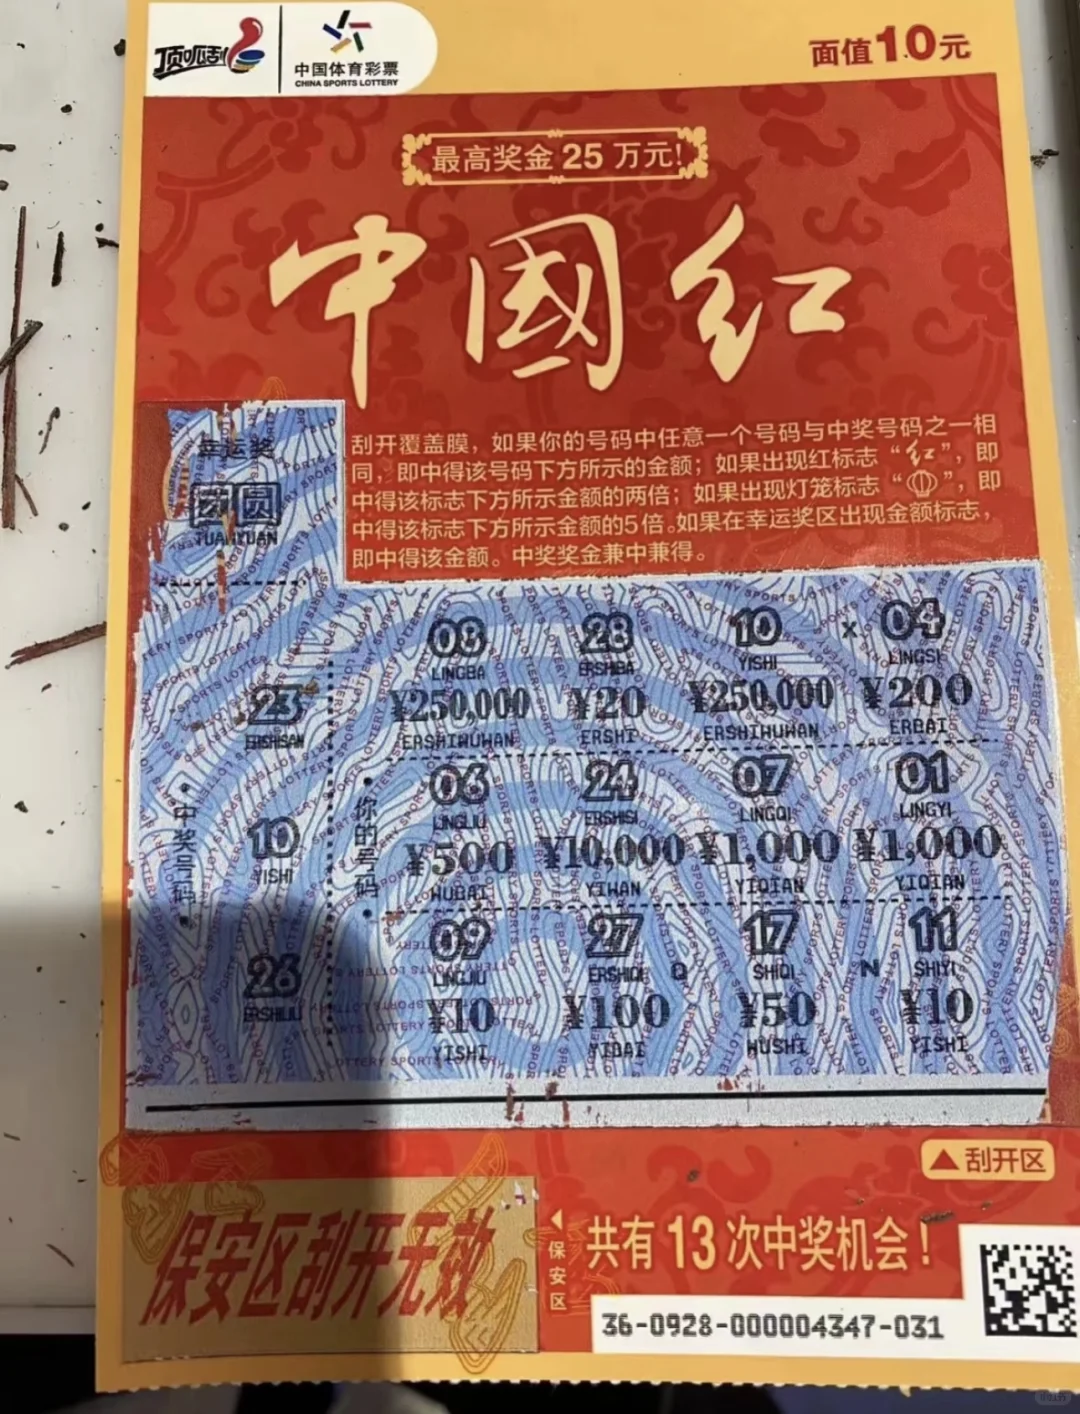 顶呱刮
中国体育彩票
CHINA SPORTS LOTTERY
面值10元
最高奖金25万元!
中國红
刮开覆盖膜，如果你的号码中任意一个号码与中奖号码之一相
同，即中得该号码下方所示的金额；如果出现红标志“红”，即
中得该标志下方所示金额的两倍；如果出现灯笼标志“ ”，即
中得该标志下方所示金额的5倍。如果在幸运奖区出现金额标志，
即中得该金额。中奖奖金兼中兼得。
幸运奖
团圆
TUANYUAN
中奖号码
23
ERSHISAN
10
YISHI
26
ERSHILIU
你的号码
08 28 10 x 04
LINGBA ERSHIBA YISHI LINGSI
¥250,000 ¥20 ¥250,000 ¥200
ERSHIWUWAN ERSHI ERSHIWUWAN ERBAI
06 24 07 01
LINGLIU ERSHISI LINGQI LINGYI
¥500 ¥10,000 ¥1,000 ¥1,000
WUBAI YIWAN YIQIAN YIQIAN
09 27 17 11
LINGJIU ERSHIQI Q SHIQI N SHIYI
¥10 ¥100 ¥50 ¥10
YISHI YIBAI WUSHI YISHI
▲刮开区
保安区刮开无效
◀保安区
共有13次中奖机会！
36-0928-000004347-031